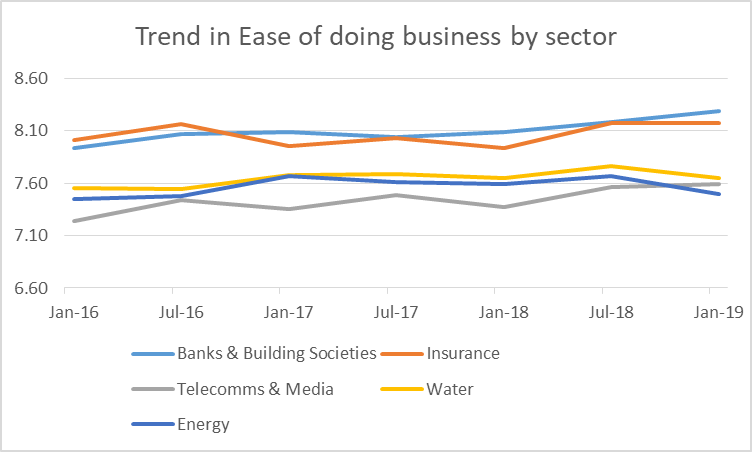 Trend in Ease of doing business by sector
8.60
8.10
7.60
7.10
6.60
Jan-16 Jul-16 Jan-17 Jul-17 Jan-18 Jul-18 Jan-19
Banks & Building Societies Insurance
Telecomms & Media Water
Energy